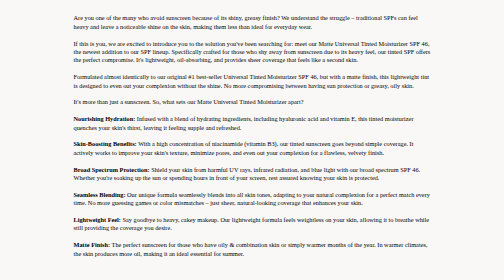 Are you one of the many who avoid sunscreen because of its shiny, greasy finish? We understand the struggle – traditional SPFs can feel
heavy and leave a noticeable shine on the skin, making them less than ideal for everyday wear.
If this is you, we are excited to introduce you to the solution you've been searching for: meet our Matte Universal Tinted Moisturizer SPF 46,
the newest addition to our SPF lineup. Specifically crafted for those who shy away from sunscreen due to its heavy feel, our tinted SPF offers
the perfect compromise. It's lightweight, oil-absorbing, and provides sheer coverage that feels like a second skin.
Formulated almost identically to our original #1 best-seller Universal Tinted Moisturizer SPF 46, but with a matte finish, this lightweight tint
is designed to even out your complexion without the shine. No more compromising between having sun protection or greasy, oily skin.
It's more than just a sunscreen. So, what sets our Matte Universal Tinted Moisturizer apart?
Nourishing Hydration: Infused with a blend of hydrating ingredients, including hyaluronic acid and vitamin E, this tinted moisturizer
quenches your skin's thirst, leaving it feeling supple and refreshed.
Skin-Boosting Benefits: With a high concentration of niacinamide (vitamin B3), our tinted sunscreen goes beyond simple coverage. It
actively works to improve your skin's texture, minimize pores, and even out your complexion for a flawless, velvety finish.
Broad Spectrum Protection: Shield your skin from harmful UV rays, infrared radiation, and blue light with our broad spectrum SPF 46.
Whether you're soaking up the sun or spending hours in front of your screen, rest assured knowing your skin is protected.
Seamless Blending: Our unique formula seamlessly blends into all skin tones, adapting to your natural complexion for a perfect match every
time. No more guessing games or color mismatches – just sheer, natural-looking coverage that enhances your skin.
Lightweight Feel: Say goodbye to heavy, cakey makeup. Our lightweight formula feels weightless on your skin, allowing it to breathe while
still providing the coverage you desire.
Matte Finish: The perfect sunscreen for those who have oily & combination skin or simply warmer months of the year. In warmer climates,
the skin produces more oil, making it an ideal essential for summer.